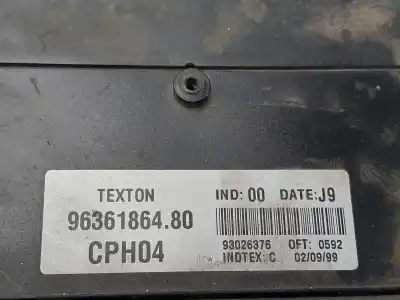 TEXTON
IND: 00 DATE: J9
96361864.80
CPH04
93026376 OFT: 0592
INDTEX: C 02/09/99